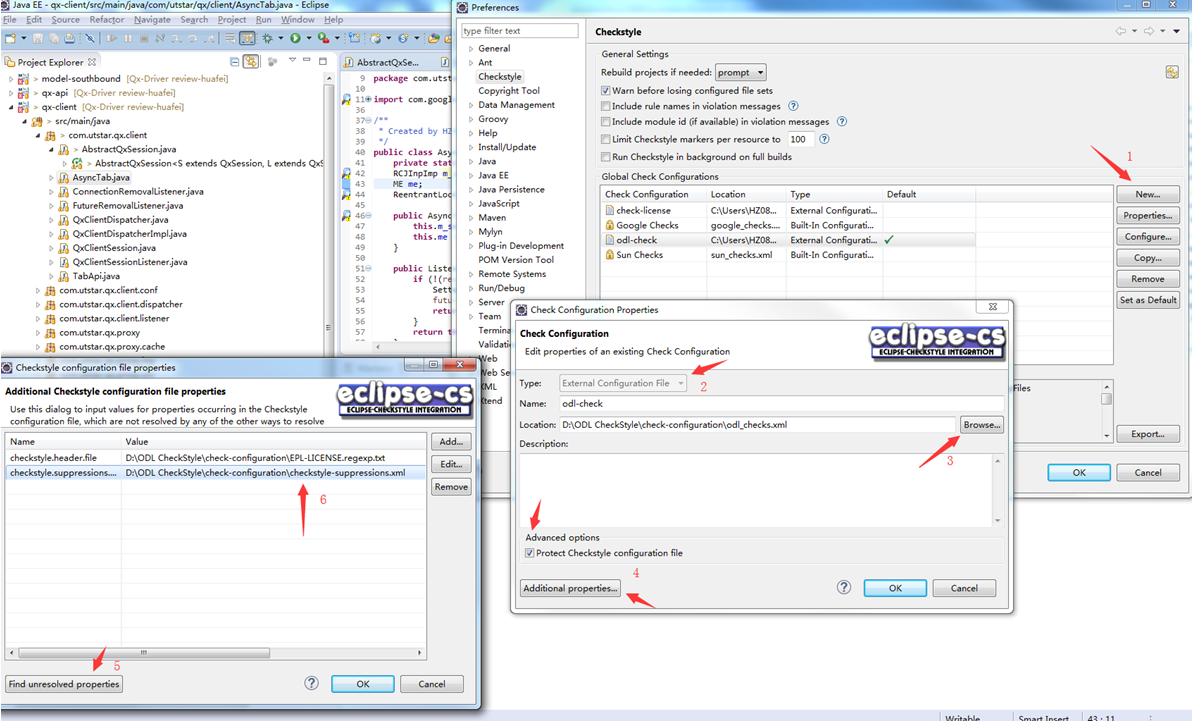 Java EE - qx-client/src/main/java/com/utstar/qx/client/AsyncTab.java - Eclipse
File Edit Source Refactor Navigate Search Project Run Window Help
Project Explorer
> model-southbound [Qx-Driver review-huafei]
> qx-api [Qx-Driver review-huafei]
> qx-client [Qx-Driver review-huafei]
> src/main/java
> com.utstar.qx.client
> AbstractQxSession.java
> AbstractQxSession<S extends QxSession, L extends QxS
AsyncTab.java
ConnectionRemovalListener.java
FutureRemovalListener.java
QxClientDispatcher.java
QxClientDispatcherImpl.java
QxClientSession.java
QxClientSessionListener.java
TabApi.java
com.utstar.qx.client.conf
com.utstar.qx.client.dispatcher
com.utstar.qx.client.listener
com.utstar.qx.proxy
com.utstar.qx.proxy.cache
AbstractQxSe...
9 package com.utst
10
11 import com.goog
36
37 /**
38 * Created by HZ
39 */
40 public class Asy
41 private stat
42 RCJInpImp m_
43 ME me;
44 ReentrantLoc
45
46 public Async
47 this.m_s
48 this.me
49 }
50
51 public Liste
52 if (!(re
53 Sett
54 futu
55 retu
56 }
57 return t
58 }
Preferences
type filter text
General
Ant
Checkstyle
Copyright Tool
Data Management
Groovy
Help
Install/Update
Java
Java EE
Java Persistence
JavaScript
Maven
Mylyn
Plug-in Development
POM Version Tool
Remote Systems
Run/Debug
Server
Team
Termina
Validati
Web
Web Se
XML
Xtend
Checkstyle
General Settings
Rebuild projects if needed: prompt
Warn before losing configured file sets
Include rule names in violation messages
Include module id (if available) in violation messages
Limit Checkstyle markers per resource to 100
Run Checkstyle in background on full builds
1
Global Check Configurations
Check Configuration Location Type Default
check-license C:\Users\HZ08... External Configurati...
Google Checks google_checks.... Built-In Configurati...
odl-check C:\Users\HZ08... External Configurati...
Sun Checks sun_checks.xml Built-In Configurati...
New...
Properties...
Configure...
Copy...
Remove
Set as Default
Files
Export...
OK Cancel
Check Configuration Properties
Check Configuration
Edit properties of an existing Check Configuration
eclipse-cs
ECLIPSE-CHECKSTYLE INTEGRATION
Type: External Configuration File
2
Name: odl-check
Location: D:\ODL CheckStyle\check-configuration\odl_checks.xml Browse...
3
Description:
Advanced options
Protect Checkstyle configuration file
4
Additional properties... OK Cancel
Checkstyle configuration file properties
Additional Checkstyle configuration file properties
Use this dialog to input values for properties occurring in the Checkstyle
configuration file, which are not resolved by any of the other ways to resolve
eclipse-cs
ECLIPSE-CHECKSTYLE INTEGRATION
Name Value
checkstyle.header.file D:\ODL CheckStyle\check-configuration\EPL-LICENSE.regexp.txt
checkstyle.suppressions.... D:\ODL CheckStyle\check-configuration\checkstyle-suppressions.xml
6
Add...
Edit...
Remove
5
Find unresolved properties OK Cancel
Writable Smart Insert 43 : 11